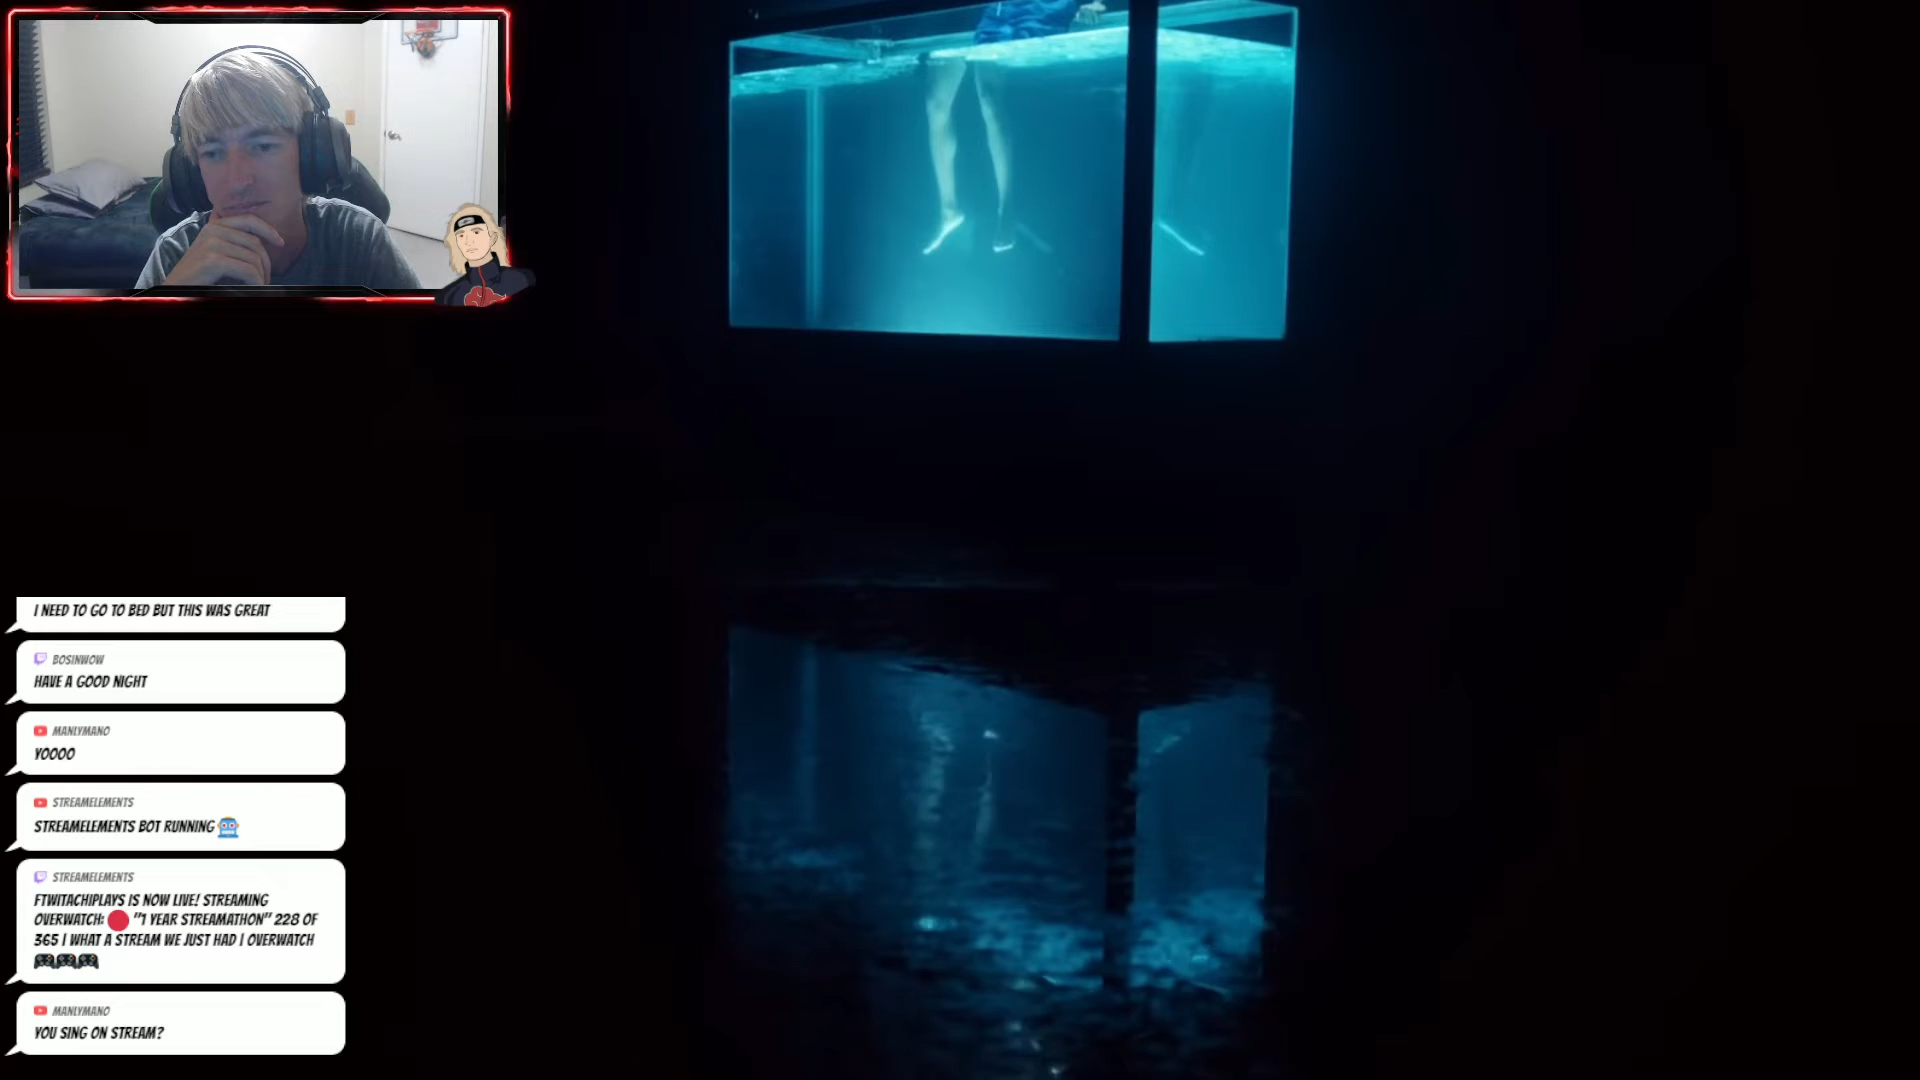 I NEED TO GO TO BED BUT THIS WAS GREAT
BOSINWOW
HAVE A GOOD NIGHT
MANLYMANO
YOOOO
STREAMELEMENTS
STREAMELEMENTS BOT RUNNING
STREAMELEMENTS
FTWITACHIPLAYS IS NOW LIVE! STREAMING
OVERWATCH: "1 YEAR STREAMATHON" 228 OF
365 | WHAT A STREAM WE JUST HAD | OVERWATCH
MANLYMANO
YOU SING ON STREAM?